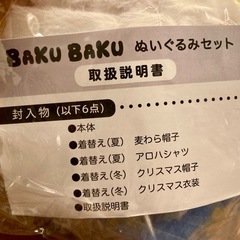 BAKU BAKU ぬいぐるみセット
取扱説明書
封入物(以下6点)
●本体
●着替え(夏) 麦わら帽子
●着替え(夏) アロハシャツ
●着替え(冬) クリスマス帽子
●着替え(冬) クリスマス衣装
●取扱説明書